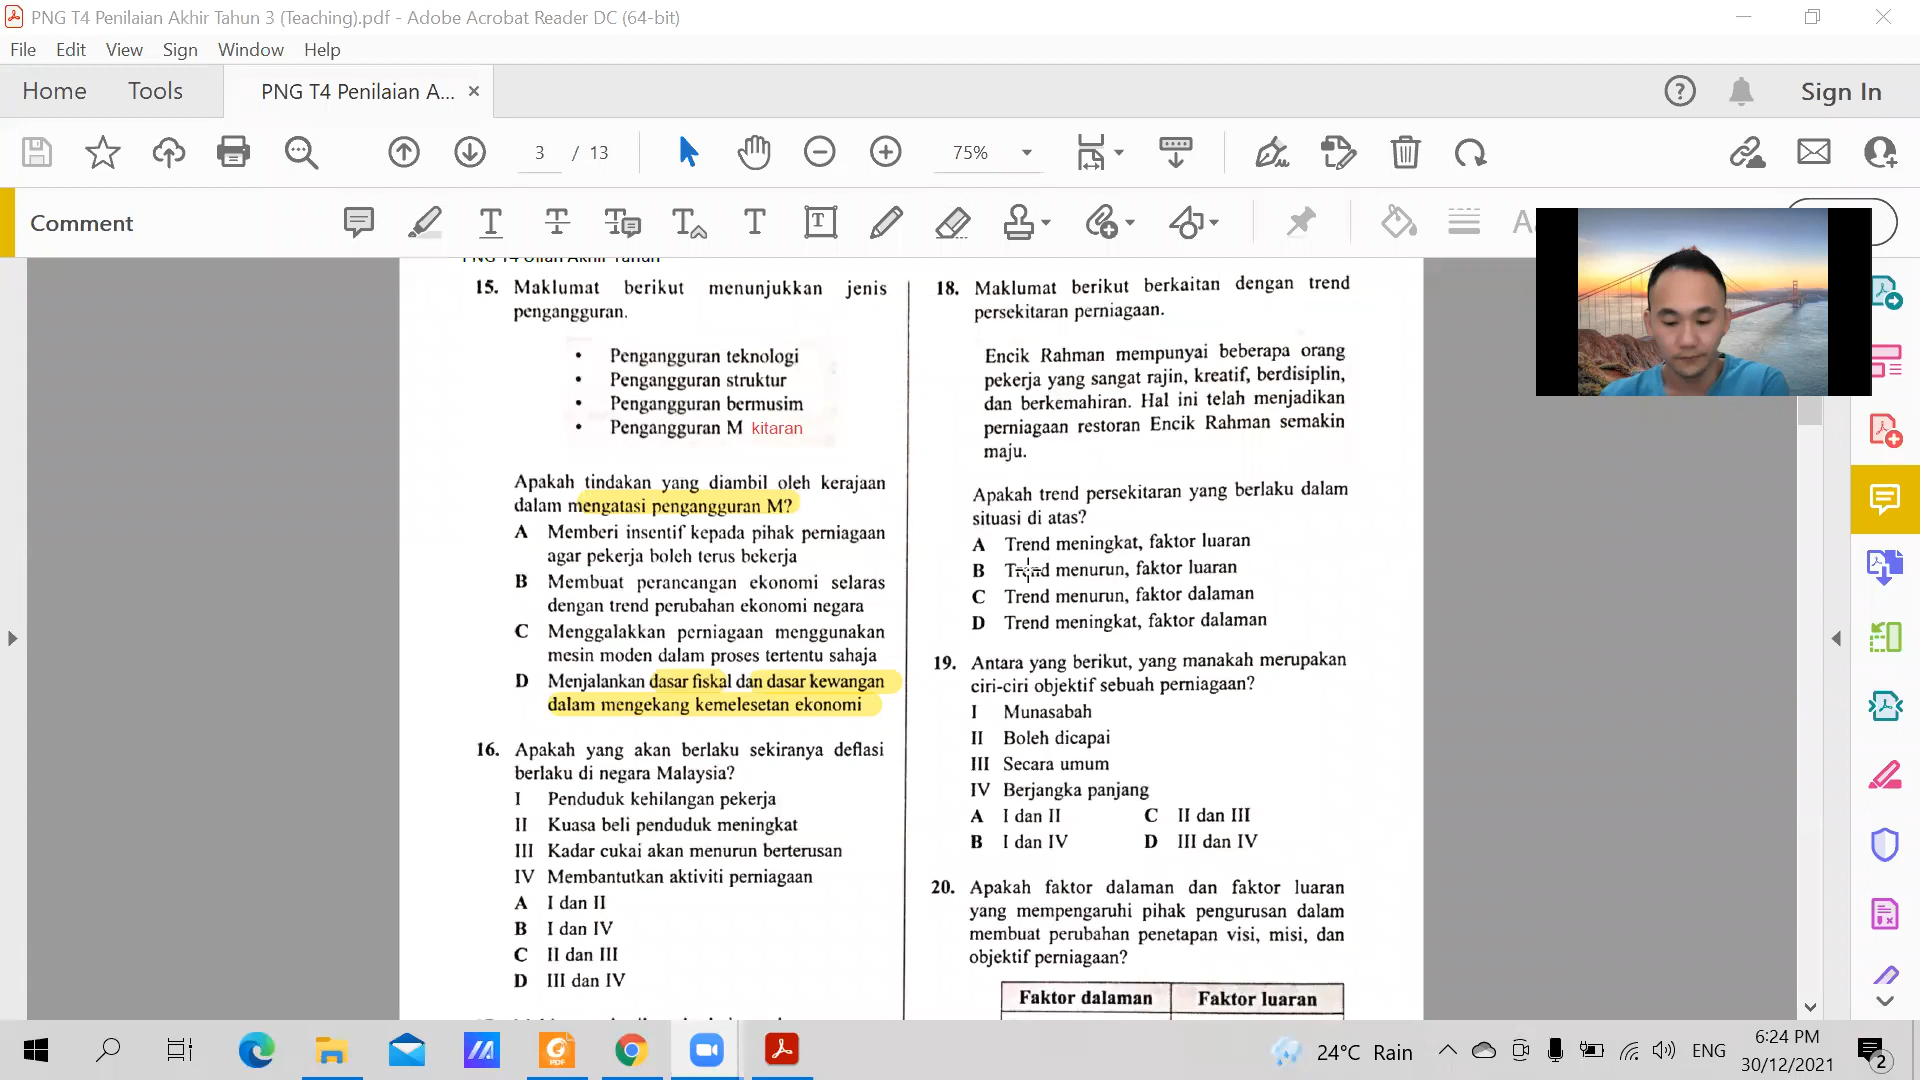 PNG T4 Penilaian Akhir Tahun 3 (Teaching).pdf - Adobe Acrobat Reader DC (64-bit)
File Edit View Sign Window Help
Home Tools PNG T4 Penilaian A... Sign In
3 / 13 75%
Comment
PNG T4 Ujian Akhir Tahun
15. Maklumat berikut menunjukkan jenis
pengangguran.
• Pengangguran teknologi
• Pengangguran struktur
• Pengangguran bermusim
• Pengangguran M kitaran
Apakah tindakan yang diambil oleh kerajaan
dalam mengatasi pengangguran M?
A Memberi insentif kepada pihak perniagaan
agar pekerja boleh terus bekerja
B Membuat perancangan ekonomi selaras
dengan trend perubahan ekonomi negara
C Menggalakkan perniagaan menggunakan
mesin moden dalam proses tertentu sahaja
D Menjalankan dasar fiskal dan dasar kewangan
dalam mengekang kemelesetan ekonomi
16. Apakah yang akan berlaku sekiranya deflasi
berlaku di negara Malaysia?
I Penduduk kehilangan pekerja
II Kuasa beli penduduk meningkat
III Kadar cukai akan menurun berterusan
IV Membantutkan aktiviti perniagaan
A I dan II
B I dan IV
C II dan III
D III dan IV
18. Maklumat berikut berkaitan dengan trend
persekitaran perniagaan.
Encik Rahman mempunyai beberapa orang
pekerja yang sangat rajin, kreatif, berdisiplin,
dan berkemahiran. Hal ini telah menjadikan
perniagaan restoran Encik Rahman semakin
maju.
Apakah trend persekitaran yang berlaku dalam
situasi di atas?
A Trend meningkat, faktor luaran
B Trend menurun, faktor luaran
C Trend menurun, faktor dalaman
D Trend meningkat, faktor dalaman
19. Antara yang berikut, yang manakah merupakan
ciri-ciri objektif sebuah perniagaan?
I Munasabah
II Boleh dicapai
III Secara umum
IV Berjangka panjang
A I dan II C II dan III
B I dan IV D III dan IV
20. Apakah faktor dalaman dan faktor luaran
yang mempengaruhi pihak pengurusan dalam
membuat perubahan penetapan visi, misi, dan
objektif perniagaan?
Faktor dalaman Faktor luaran
24°C Rain ENG
6:24 PM
30/12/2021
2